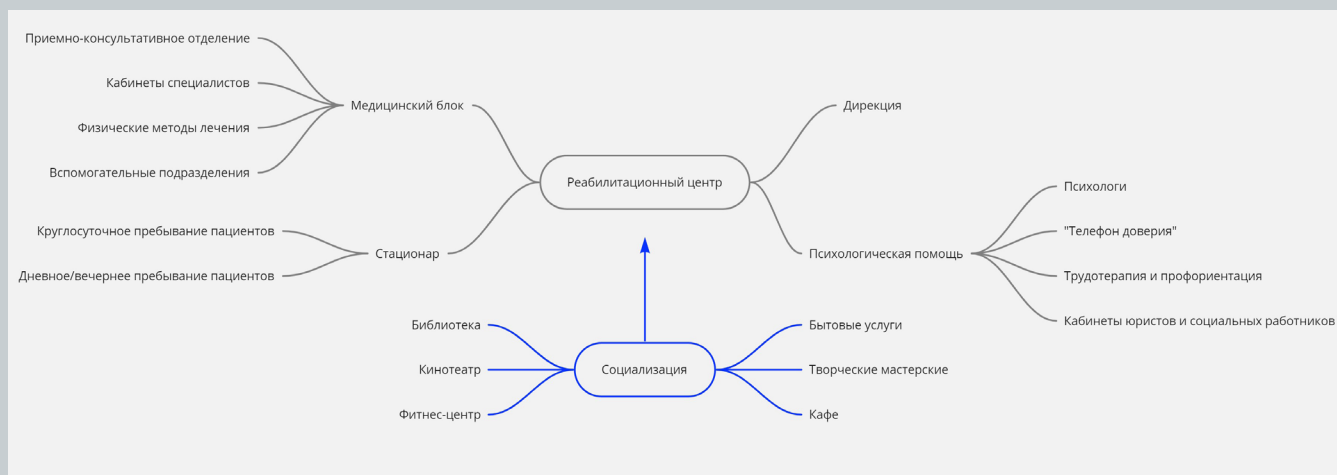 Приемно-консультативное отделение
Кабинеты специалистов
Физические методы лечения
Вспомогательные подразделения
Медицинский блок
Круглосуточное пребывание пациентов
Дневное/вечернее пребывание пациентов
Стационар
Реабилитационный центр
Дирекция
Психологическая помощь
Психологи
"Телефон доверия"
Трудотерапия и профориентация
Кабинеты юристов и социальных работников
Библиотека
Кинотеатр
Фитнес-центр
Социализация
Бытовые услуги
Творческие мастерские
Кафе